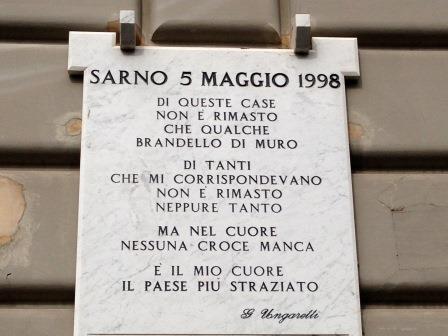 SARNO 5 MAGGIO 1998
DI QUESTE CASE
NON È RIMASTO
CHE QUALCHE
BRANDELLO DI MURO
DI TANTI
CHE MI CORRISPONDEVANO
NON È RIMASTO
NEPPURE TANTO
MA NEL CUORE
NESSUNA CROCE MANCA
È IL MIO CUORE
IL PAESE PIÙ STRAZIATO
G Ungaretti